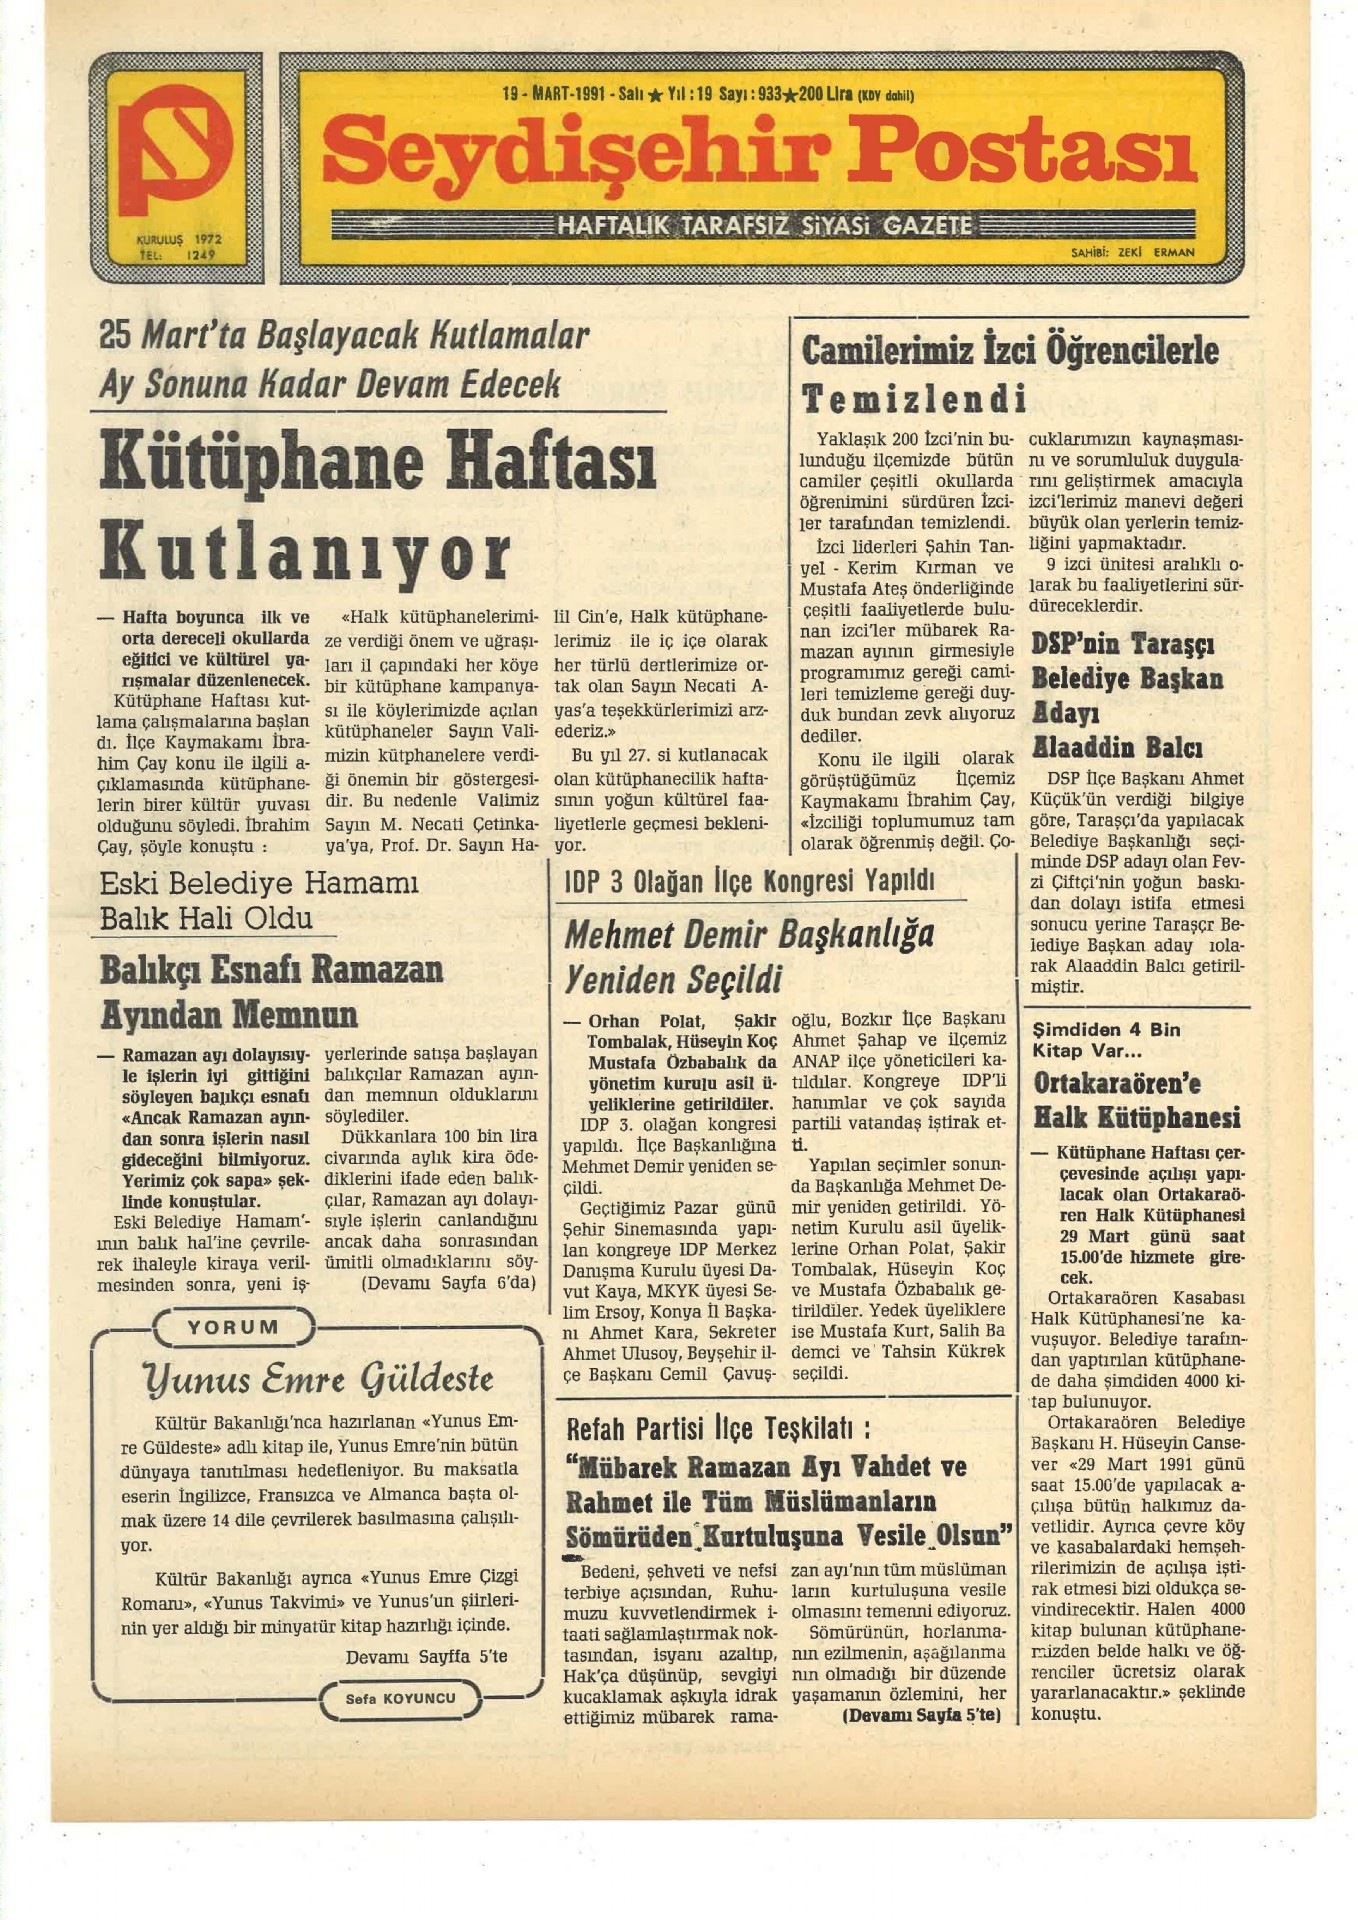 KURULUŞ 1972
TEL: 1249
19 - MART-1991 - Salı ★ Yıl : 19 Sayı : 933★200 Lira (KDV dahil)
Seydişehir Postası
HAFTALIK TARAFSIZ SİYASİ GAZETE
SAHİBİ: ZEKİ ERMAN
25 Mart'ta Başlayacak Kutlamalar
Ay Sonuna Kadar Devam Edecek
Kütüphane Haftası
Kutlanıyor
— Hafta boyunca ilk ve
orta dereceli okullarda
eğitici ve kültürel ya-
rışmalar düzenlenecek.
Kütüphane Haftası kut-
lama çalışmalarına başlan
dı. İlçe Kaymakamı İbra-
him Çay konu ile ilgili a-
çıklamasında kütüphane-
lerin birer kültür yuvası
olduğunu söyledi. İbrahim
Çay, şöyle konuştu :
«Halk kütüphanelerimi-
ze verdiği önem ve uğraşı-
ları il çapındaki her köye
bir kütüphane kampanya-
sı ile köylerimizde açılan
kütüphaneler Sayın Vali-
mizin kütphanelere verdi-
ği önemin bir göstergesi-
dir. Bu nedenle Valimiz
Sayın M. Necati Çetinka-
ya'ya, Prof. Dr. Sayın Ha-
lil Cin'e, Halk kütüphane-
lerimiz ile iç içe olarak
her türlü dertlerimize or-
tak olan Sayın Necati A-
yas'a teşekkürlerimizi arz-
ederiz.»
Bu yıl 27. si kutlanacak
olan kütüphanecilik hafta-
sının yoğun kültürel faa-
liyetlerle geçmesi bekleni-
yor.
Camilerimiz İzci Öğrencilerle
Temizlendi
Yaklaşık 200 İzci'nin bu-
lunduğu ilçemizde bütün
camiler çeşitli okullarda
öğrenimini sürdüren İzci-
ler tarafından temizlendi.
İzci liderleri Şahin Tan-
yel - Kerim Kırman ve
Mustafa Ateş önderliğinde
çeşitli faaliyetlerde bulu-
nan izci'ler mübarek Ra-
mazan ayının girmesiyle
programımız gereği cami-
leri temizleme gereği duy-
duk bundan zevk alıyoruz
dediler.
Konu ile ilgili olarak
görüştüğümüz İlçemiz
Kaymakamı İbrahim Çay,
«İzciliği toplumumuz tam
olarak öğrenmiş değil. Ço-
cuklarımızın kaynaşması-
nı ve sorumluluk duygula-
rını geliştirmek amacıyla
izci'lerimiz manevi değeri
büyük olan yerlerin temiz-
liğini yapmaktadır.
9 izci ünitesi aralıklı o-
larak bu faaliyetlerini sür-
düreceklerdir.
DSP'nin Taraşçı
Belediye Başkan
Adayı
Alaaddin Balcı
DSP İlçe Başkanı Ahmet
Küçük'ün verdiği bilgiye
göre, Taraşçı'da yapılacak
Belediye Başkanlığı seçi-
minde DSP adayı olan Fev-
zi Çiftçi'nin yoğun baskı-
dan dolayı istifa etmesi
sonucu yerine Taraşçr Be-
lediye Başkan aday ıola-
rak Alaaddin Balcı getiril-
miştir.
Eski Belediye Hamamı
Balık Hali Oldu
Balıkçı Esnafı Ramazan
Ayından Memnun
— Ramazan ayı dolayısıy-
le işlerin iyi gittiğini
söyleyen balıkçı esnafı
«Ancak Ramazan ayın-
dan sonra işlerin nasıl
gideceğini bilmiyoruz.
Yerimiz çok sapa» şek-
linde konuştular.
Eski Belediye Hamam'-
ının balık hal'ine çevrile-
rek ihaleyle kiraya veril-
mesinden sonra, yeni iş-
yerlerinde satışa başlayan
balıkçılar Ramazan ayın-
dan memnun olduklarını
söylediler.
Dükkanlara 100 bin lira
civarında aylık kira öde-
diklerini ifade eden balık-
çılar, Ramazan ayı dolayı-
sıyle işlerin canlandığını
ancak daha sonrasından
ümitli olmadıklarını söy-
(Devamı Sayfa 6'da)
IDP 3 Olağan İlçe Kongresi Yapıldı
Mehmet Demir Başkanlığa
Yeniden Seçildi
— Orhan Polat, Şakir
Tombalak, Hüseyin Koç
Mustafa Özbabalık da
yönetim kurulu asil ü-
yeliklerine getirildiler.
IDP 3. olağan kongresi
yapıldı. İlçe Başkanlığına
Mehmet Demir yeniden se-
çildi.
Geçtiğimiz Pazar günü
Şehir Sinemasında yapı-
lan kongreye IDP Merkez
Danışma Kurulu üyesi Da-
vut Kaya, MKYK üyesi Se-
lim Ersoy, Konya İl Başka-
nı Ahmet Kara, Sekreter
Ahmet Ulusoy, Beyşehir il-
çe Başkanı Cemil Çavuş-
oğlu, Bozkır İlçe Başkanı
Ahmet Şahap ve ilçemiz
ANAP ilçe yöneticileri ka-
tıldılar. Kongreye IDP'li
hanımlar ve çok sayıda
partili vatandaş iştirak et-
ti.
Yapılan seçimler sonun-
da Başkanlığa Mehmet De-
mir yeniden getirildi. Yö-
netim Kurulu asil üyelik-
lerine Orhan Polat, Şakir
Tombalak, Hüseyin Koç
ve Mustafa Özbabalık ge-
tirildiler. Yedek üyeliklere
ise Mustafa Kurt, Salih Ba
demci ve Tahsin Kükrek
seçildi.
Şimdiden 4 Bin
Kitap Var...
Ortakaraören'e
Halk Kütüphanesi
— Kütüphane Haftası çer-
çevesinde açılışı yapı-
lacak olan Ortakaraö-
ren Halk Kütüphanesi
29 Mart günü saat
15.00'de hizmete gire-
cek.
Ortakaraören Kasabası
Halk Kütüphanesi'ne ka-
vuşuyor. Belediye tarafın-
dan yaptırılan kütüphane-
de daha şimdiden 4000 ki-
tap bulunuyor.
Ortakaraören Belediye
Başkanı H. Hüseyin Canse-
ver «29 Mart 1991 günü
saat 15.00'de yapılacak a-
çılışa bütün halkımız da-
vetlidir. Ayrıca çevre köy
ve kasabalardaki hemşeh-
rilerimizin de açılışa işti-
rak etmesi bizi oldukça se-
vindirecektir. Halen 4000
kitap bulunan kütüphane-
mizden belde halkı ve öğ-
renciler ücretsiz olarak
yararlanacaktır.» şeklinde
konuştu.
YORUM
Yunus Emre Güldeste
Kültür Bakanlığı'nca hazırlanan «Yunus Em-
re Güldeste» adlı kitap ile, Yunus Emre'nin bütün
dünyaya tanıtılması hedefleniyor. Bu maksatla
eserin İngilizce, Fransızca ve Almanca başta ol-
mak üzere 14 dile çevrilerek basılmasına çalışılı-
yor.
Kültür Bakanlığı ayrıca «Yunus Emre Çizgi
Romanı», «Yunus Takvimi» ve Yunus'un şiirleri-
nin yer aldığı bir minyatür kitap hazırlığı içinde.
Devamı Sayffa 5'te
Sefa KOYUNCU
Refah Partisi İlçe Teşkilatı :
“Mübarek Ramazan Ayı Vahdet ve
Rahmet ile Tüm Müslümanların
Sömürüden Kurtuluşuna Vesile Olsun”
Bedeni, şehveti ve nefsi
terbiye açısından, Ruhu-
muzu kuvvetlendirmek i-
taati sağlamlaştırmak nok-
tasından, isyanı azaltıp,
Hak'ça düşünüp, sevgiyi
kucaklamak aşkıyla idrak
ettiğimiz mübarek rama-
zan ayı'nın tüm müslüman
ların kurtuluşuna vesile
olmasını temenni ediyoruz.
Sömürünün, horlanma-
nın ezilmenin, aşağılanma
nın olmadığı bir düzende
yaşamanın özlemini, her
(Devamı Sayfa 5'te)